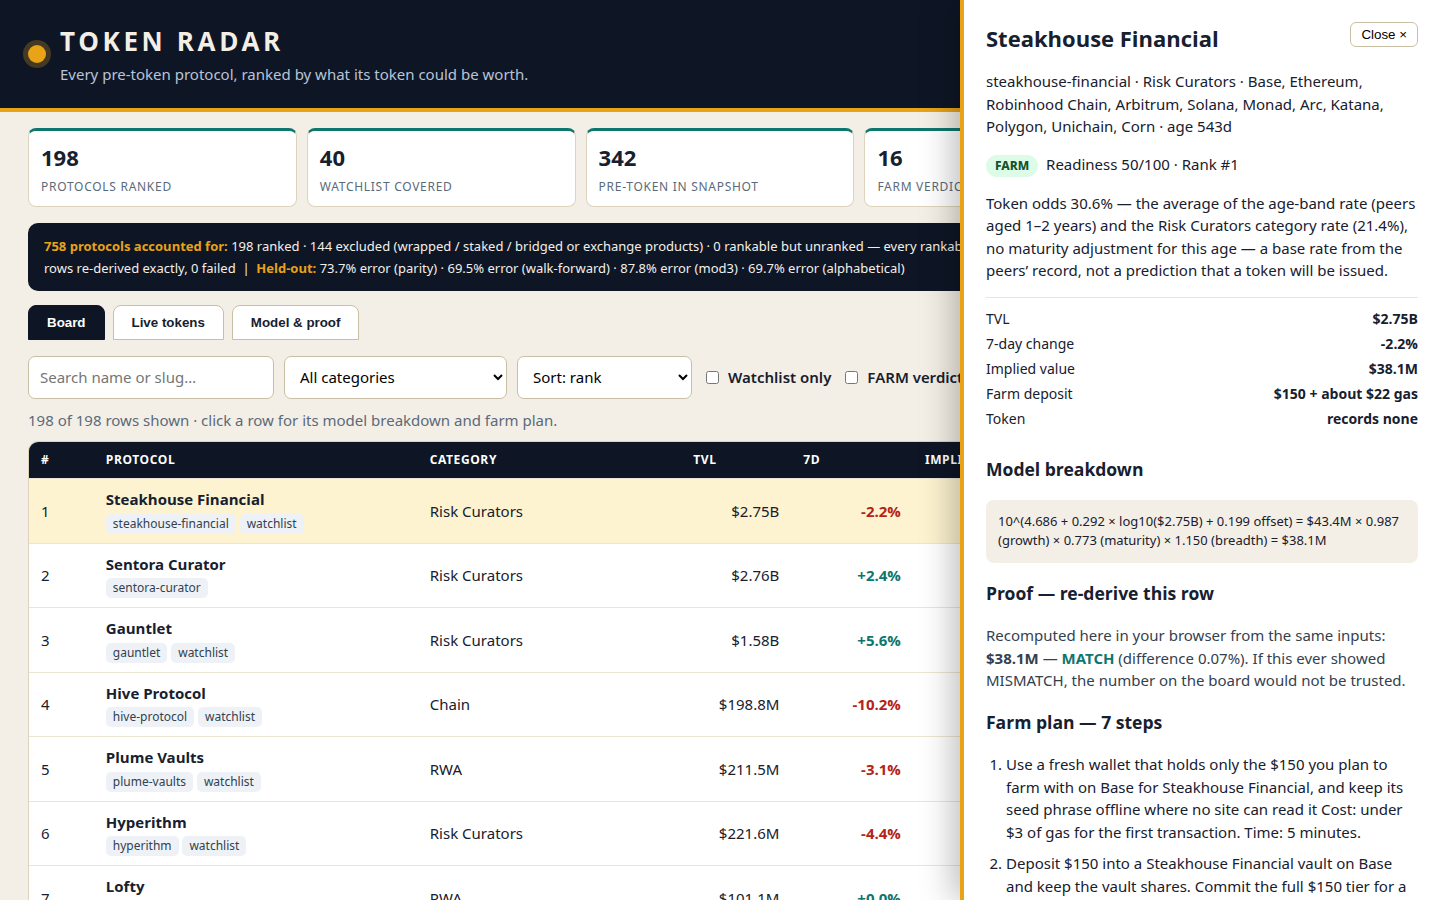 TOKEN RADAR
Every pre-token protocol, ranked by what its token could be worth.
198
PROTOCOLS RANKED
40
WATCHLIST COVERED
342
PRE-TOKEN IN SNAPSHOT
16
FARM VERDIC
758 protocols accounted for: 198 ranked · 144 excluded (wrapped / staked / bridged or exchange products) · 0 rankable but unranked — every rankab
rows re-derived exactly, 0 failed | Held-out: 73.7% error (parity) · 69.5% error (walk-forward) · 87.8% error (mod3) · 69.7% error (alphabetical)
Board
Live tokens
Model & proof
Search name or slug...
All categories
Sort: rank
Watchlist only
FARM verdict
198 of 198 rows shown · click a row for its model breakdown and farm plan.
# PROTOCOL CATEGORY TVL 7D IMPLI
1 Steakhouse Financial Risk Curators $2.75B -2.2%
steakhouse-financial watchlist
2 Sentora Curator Risk Curators $2.76B +2.4%
sentora-curator
3 Gauntlet Risk Curators $1.58B +5.6%
gauntlet watchlist
4 Hive Protocol Chain $198.8M -10.2%
hive-protocol watchlist
5 Plume Vaults RWA $211.5M -3.1%
plume-vaults watchlist
6 Hyperithm Risk Curators $221.6M -4.4%
hyperithm watchlist
7 Lofty RWA $101.1M +0.0%
Steakhouse Financial
Close ×
steakhouse-financial · Risk Curators · Base, Ethereum,
Robinhood Chain, Arbitrum, Solana, Monad, Arc, Katana,
Polygon, Unichain, Corn · age 543d
FARM Readiness 50/100 · Rank #1
Token odds 30.6% — the average of the age-band rate (peers
aged 1–2 years) and the Risk Curators category rate (21.4%),
no maturity adjustment for this age — a base rate from the
peers’ record, not a prediction that a token will be issued.
TVL $2.75B
7-day change -2.2%
Implied value $38.1M
Farm deposit $150 + about $22 gas
Token records none
Model breakdown
10^(4.686 + 0.292 × log10($2.75B) + 0.199 offset) = $43.4M × 0.987
(growth) × 0.773 (maturity) × 1.150 (breadth) = $38.1M
Proof — re-derive this row
Recomputed here in your browser from the same inputs:
$38.1M — MATCH (difference 0.07%). If this ever showed
MISMATCH, the number on the board would not be trusted.
Farm plan — 7 steps
1. Use a fresh wallet that holds only the $150 you plan to
farm with on Base for Steakhouse Financial, and keep its
seed phrase offline where no site can read it Cost: under
$3 of gas for the first transaction. Time: 5 minutes.
2. Deposit $150 into a Steakhouse Financial vault on Base
and keep the vault shares. Commit the full $150 tier for a